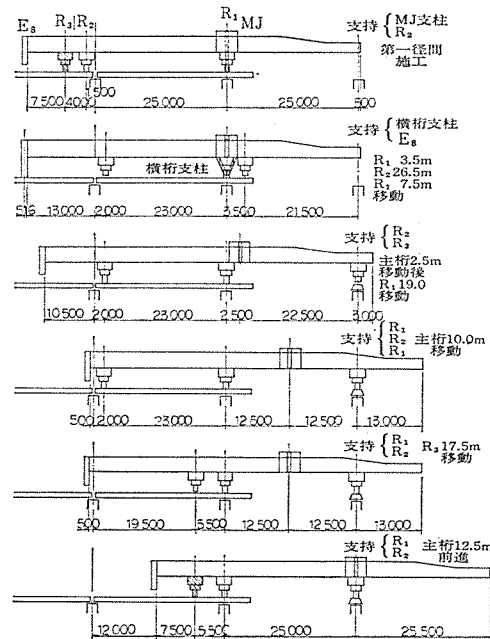 E₈ R₃ R₂ R₁ MJ
支持 { MJ支柱
R₂
第一径間
施工
500
7,500 4000 25,000 25,000 500
支持 { 横桁支柱
E₈
横桁支柱
R₁ 3.5m
R₂ 26.5m
R₁ 7.5m
移動
516 13,000 2,000 23,000 3,500 21,500
支持 { R₂
R₃
主桁2.5m
移動後
R₁19.0
移動
10,500 2,000 23,000 2,500 22,500 3,000
支持 { R₁
R₂
R₁
主桁10.0m
移動
500 2,000 23,000 12,500 12,500 13,000
支持 { R₁
R₂
R₃ 17.5m
移動
500 19,500 5,500 12,500 12,500 13,000
支持 { R₁
R₂
主桁12.5m
前進
12,000 7,500 5,500 25,000 25,500